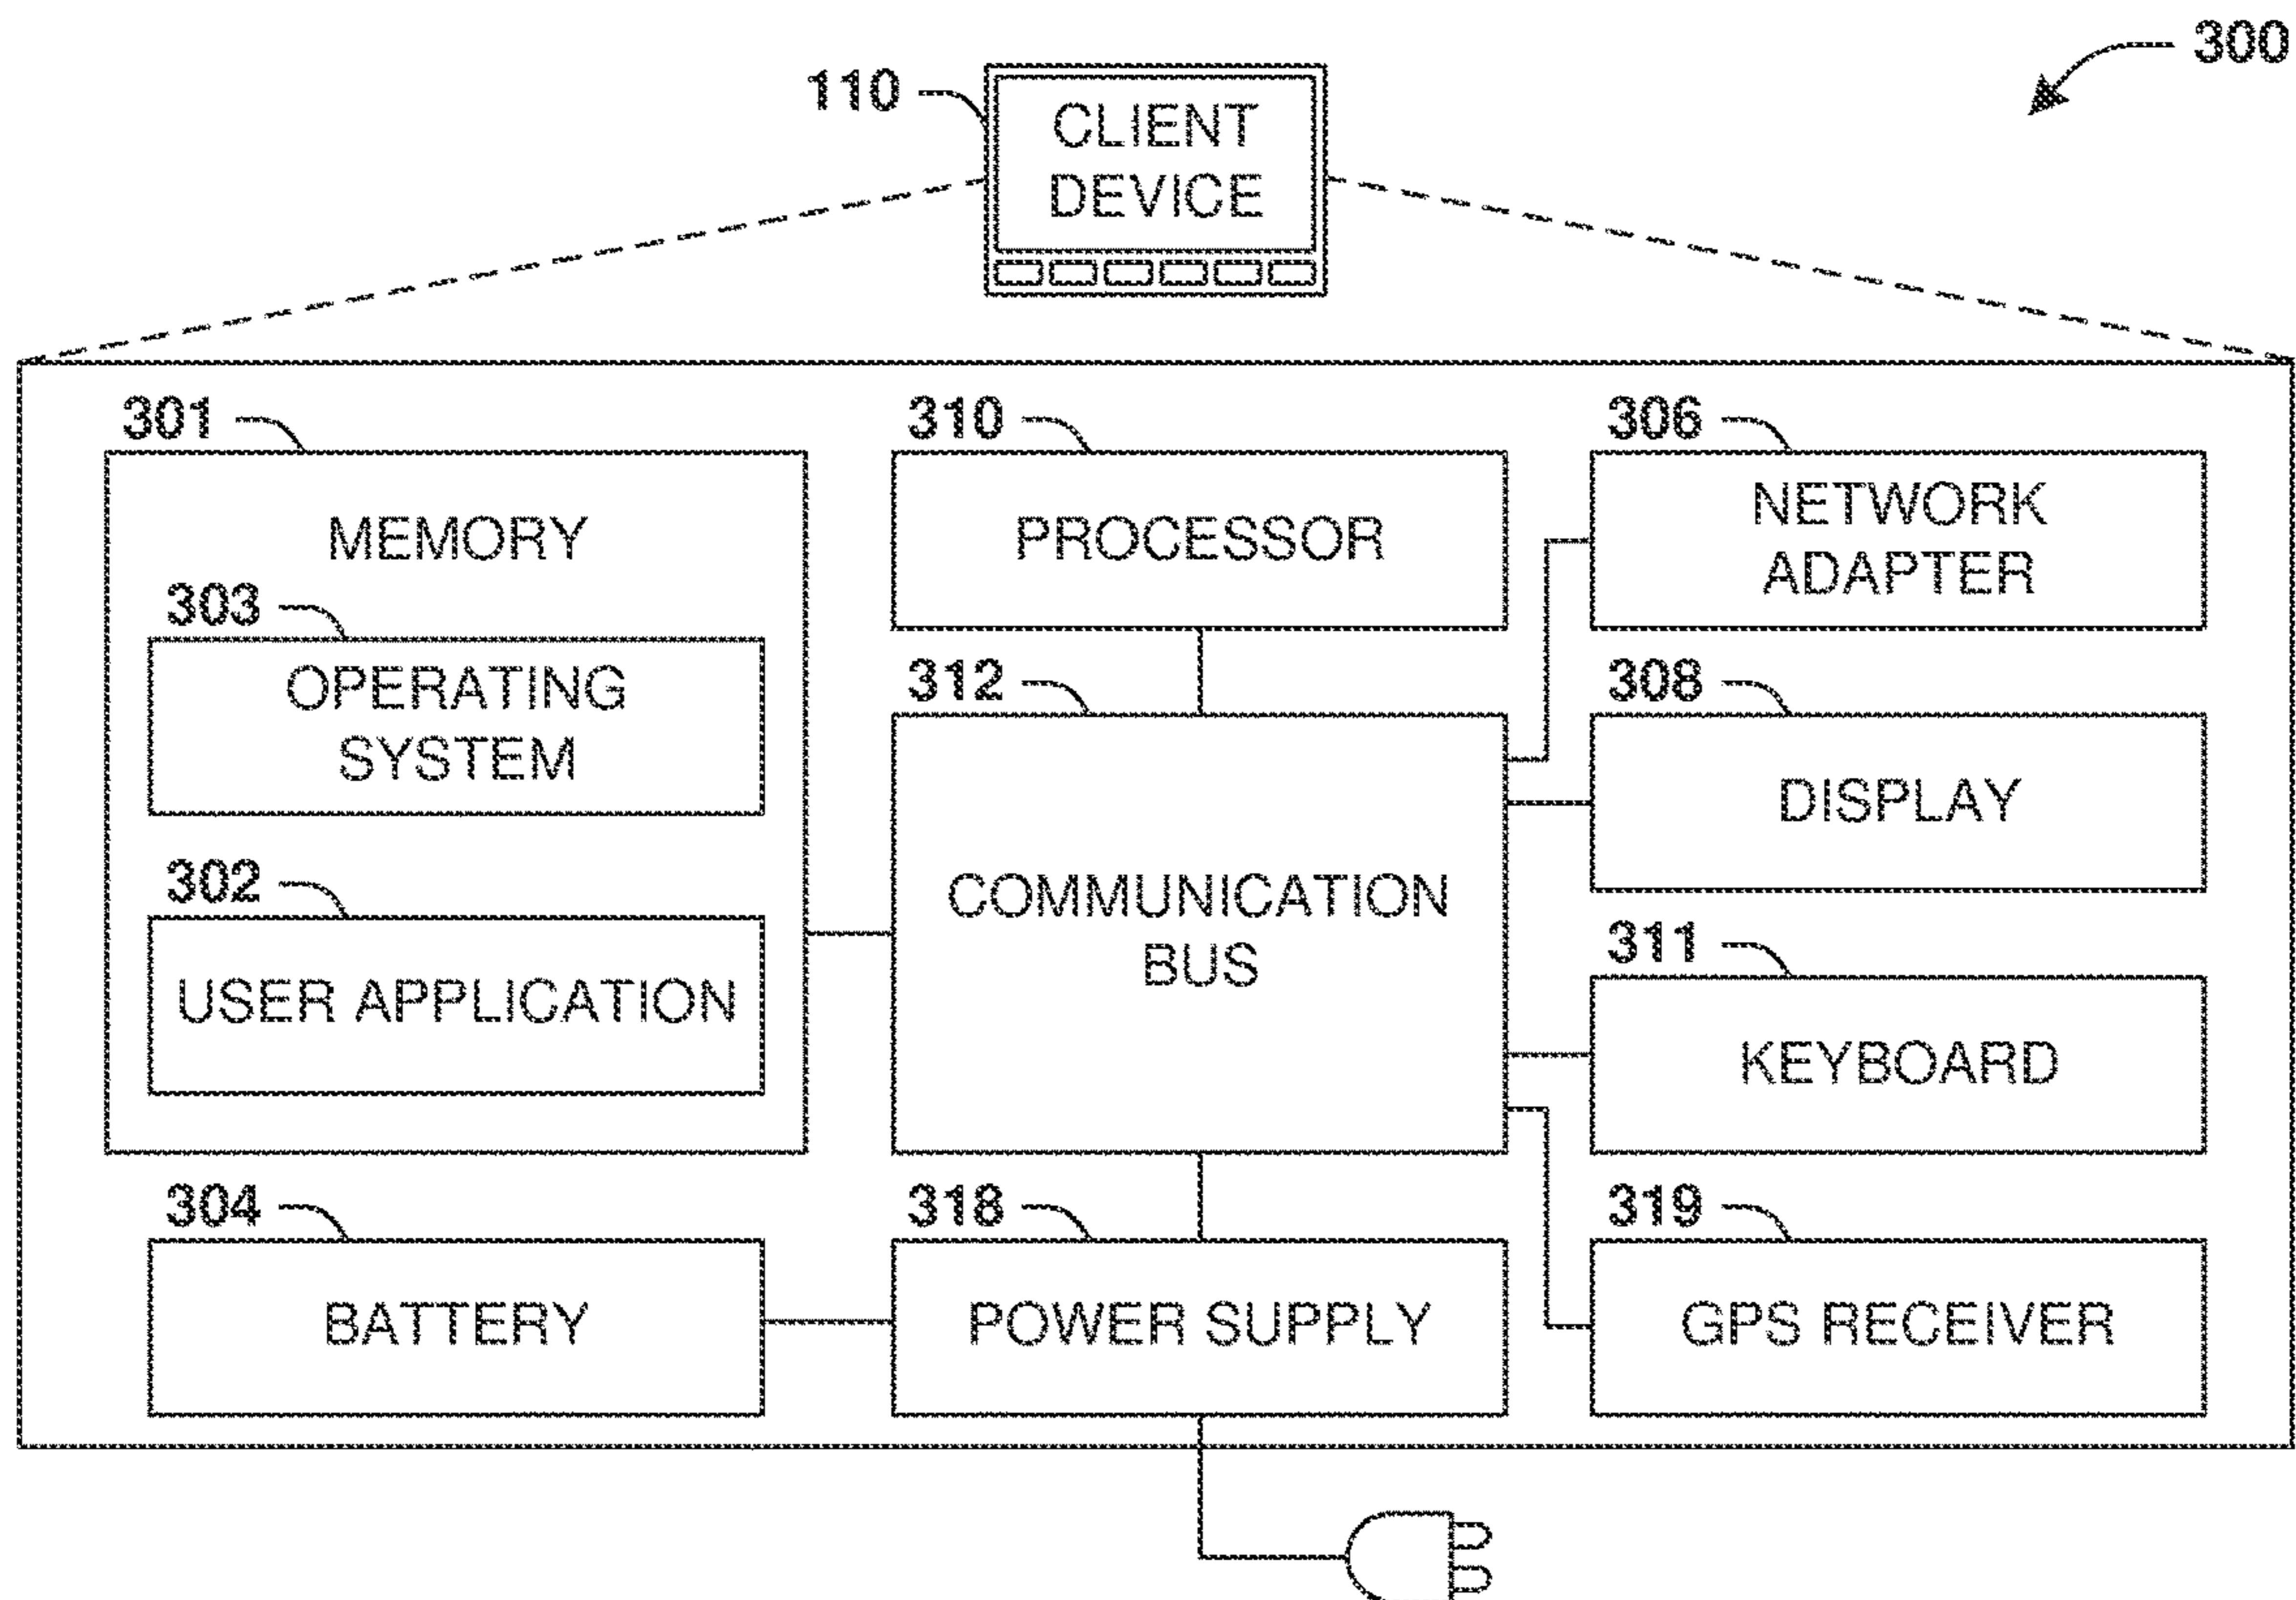 300
110
CLIENT
DEVICE
301
MEMORY
303
OPERATING
SYSTEM
302
USER APPLICATION
304
BATTERY
310
PROCESSOR
312
COMMUNICATION
BUS
318
POWER SUPPLY
306
NETWORK
ADAPTER
308
DISPLAY
311
KEYBOARD
319
GPS RECEIVER